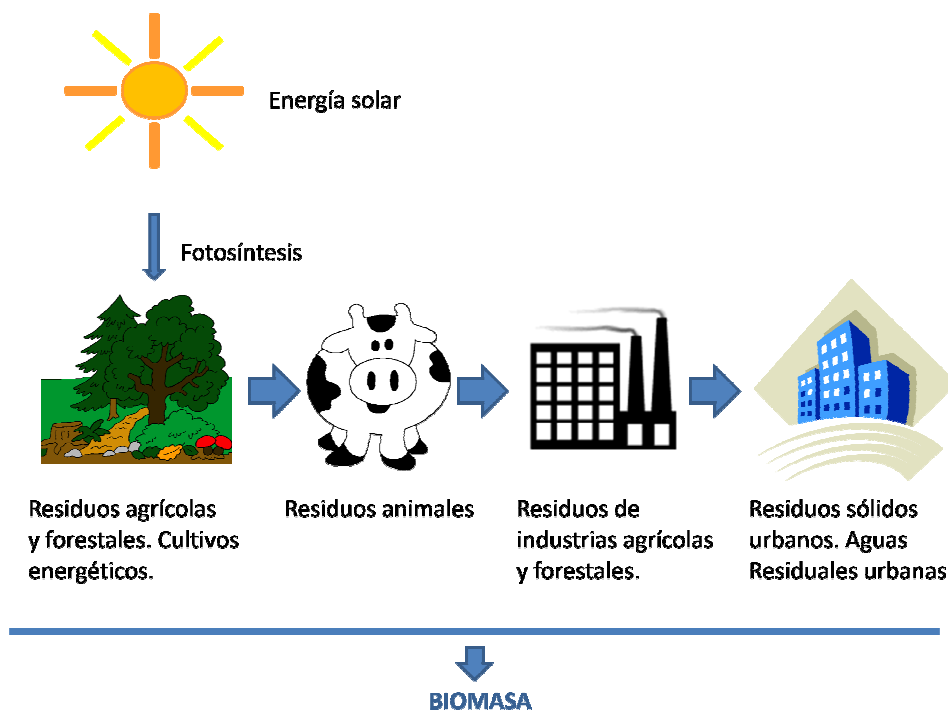 Energía solar
Fotosíntesis
Residuos agrícolas
y forestales. Cultivos
energéticos.
Residuos animales
Residuos de
industrias agrícolas
y forestales.
Residuos sólidos
urbanos. Aguas
Residuales urbanas
BIOMASA